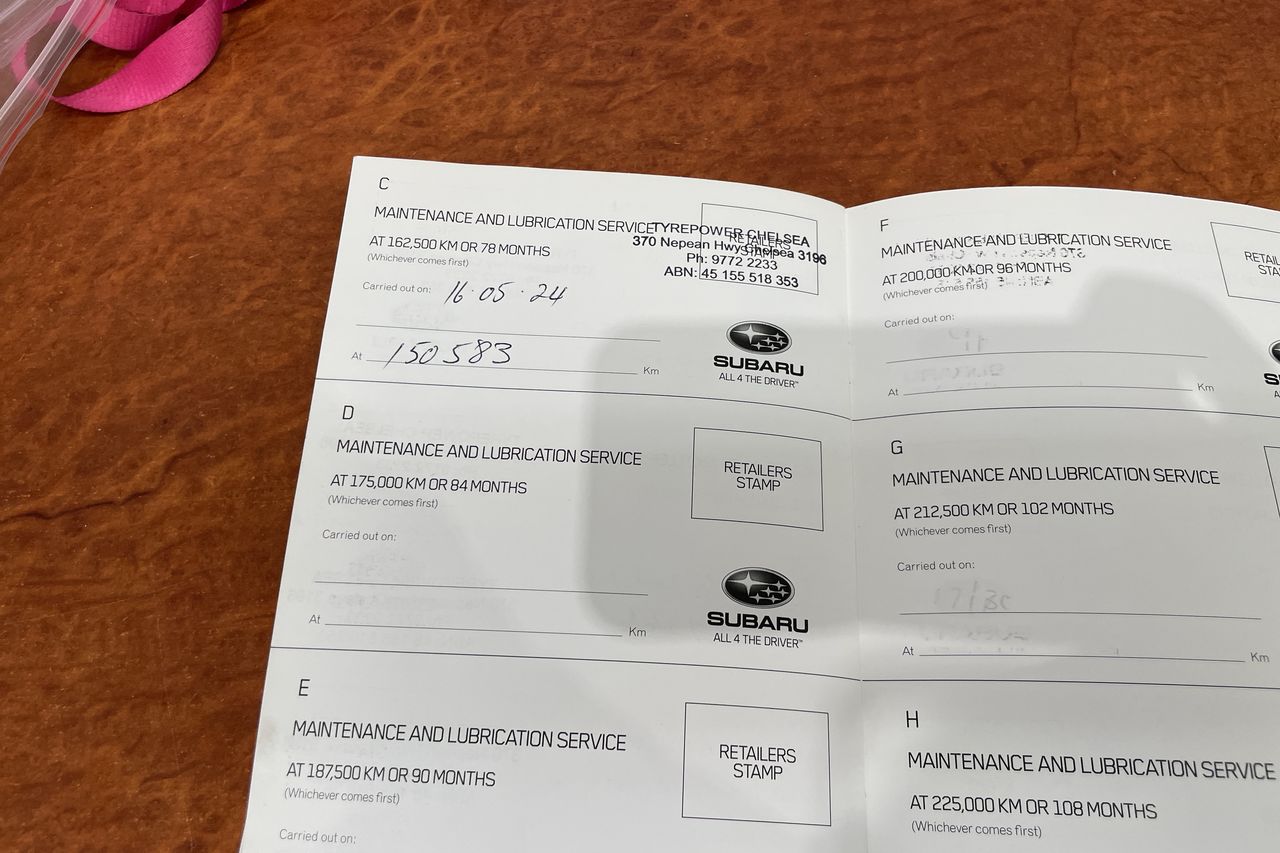 C
MAINTENANCE AND LUBRICATION SERVICE
AT 162,500 KM OR 78 MONTHS
(Whichever comes first)
RETAILERS
STAMP
TYREPOWER CHELSEA
370 Nepean Hwy Chelsea 3196
Ph: 9772 2233
ABN: 45 155 518 353
Carried out on: 16·05·24
At 150583 Km
SUBARU
ALL 4 THE DRIVER™
D
MAINTENANCE AND LUBRICATION SERVICE
AT 175,000 KM OR 84 MONTHS
(Whichever comes first)
RETAILERS
STAMP
Carried out on:
At Km
SUBARU
ALL 4 THE DRIVER™
E
MAINTENANCE AND LUBRICATION SERVICE
AT 187,500 KM OR 90 MONTHS
(Whichever comes first)
RETAILERS
STAMP
Carried out on:
F
MAINTENANCE AND LUBRICATION SERVICE
AT 200,000 KM OR 96 MONTHS
(Whichever comes first)
Carried out on:
At Km
G
MAINTENANCE AND LUBRICATION SERVICE
AT 212,500 KM OR 102 MONTHS
(Whichever comes first)
Carried out on:
At Km
H
MAINTENANCE AND LUBRICATION SERVICE
AT 225,000 KM OR 108 MONTHS
(Whichever comes first)